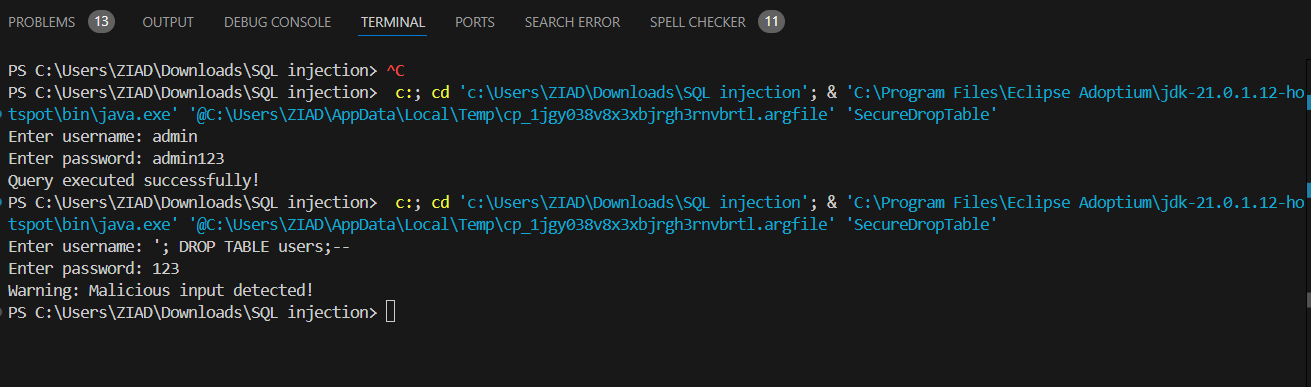 PROBLEMS 13 OUTPUT DEBUG CONSOLE TERMINAL PORTS SEARCH ERROR SPELL CHECKER 11
PS C:\Users\ZIAD\Downloads\SQL injection> ^C
PS C:\Users\ZIAD\Downloads\SQL injection>  c:; cd 'c:\Users\ZIAD\Downloads\SQL injection'; & 'C:\Program Files\Eclipse Adoptium\jdk-21.0.1.12-ho
tspot\bin\java.exe' '@C:\Users\ZIAD\AppData\Local\Temp\cp_1jgy038v8x3xbjrgh3rnvbrtl.argfile' 'SecureDropTable'
Enter username: admin
Enter password: admin123
Query executed successfully!
PS C:\Users\ZIAD\Downloads\SQL injection>  c:; cd 'c:\Users\ZIAD\Downloads\SQL injection'; & 'C:\Program Files\Eclipse Adoptium\jdk-21.0.1.12-ho
tspot\bin\java.exe' '@C:\Users\ZIAD\AppData\Local\Temp\cp_1jgy038v8x3xbjrgh3rnvbrtl.argfile' 'SecureDropTable'
Enter username: '; DROP TABLE users;--
Enter password: 123
Warning: Malicious input detected!
PS C:\Users\ZIAD\Downloads\SQL injection>